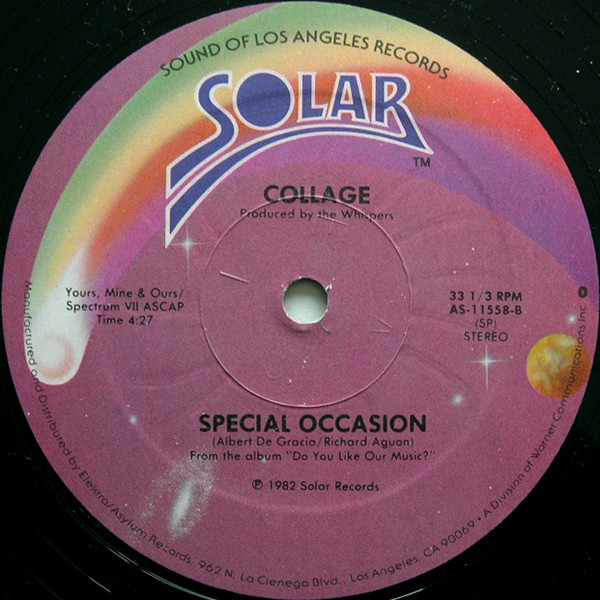 SOUND OF LOS ANGELES RECORDS
SOLAR
TM
COLLAGE
Produced by the Whispers
Yours, Mine & Ours/
Spectrum VII ASCAP
Time 4:27
33 1/3 RPM
AS-11558-B
(SP)
STEREO
SPECIAL OCCASION
(Albert De Gracia/Richard Aguon)
From the album "Do You Like Our Music?"
℗ 1982 Solar Records
Manufactured and Distributed by Elektra/Asylum Records, 962 N. La Cienega Blvd., Los Angeles, CA 90069 • A Division of Warner Communications Inc.